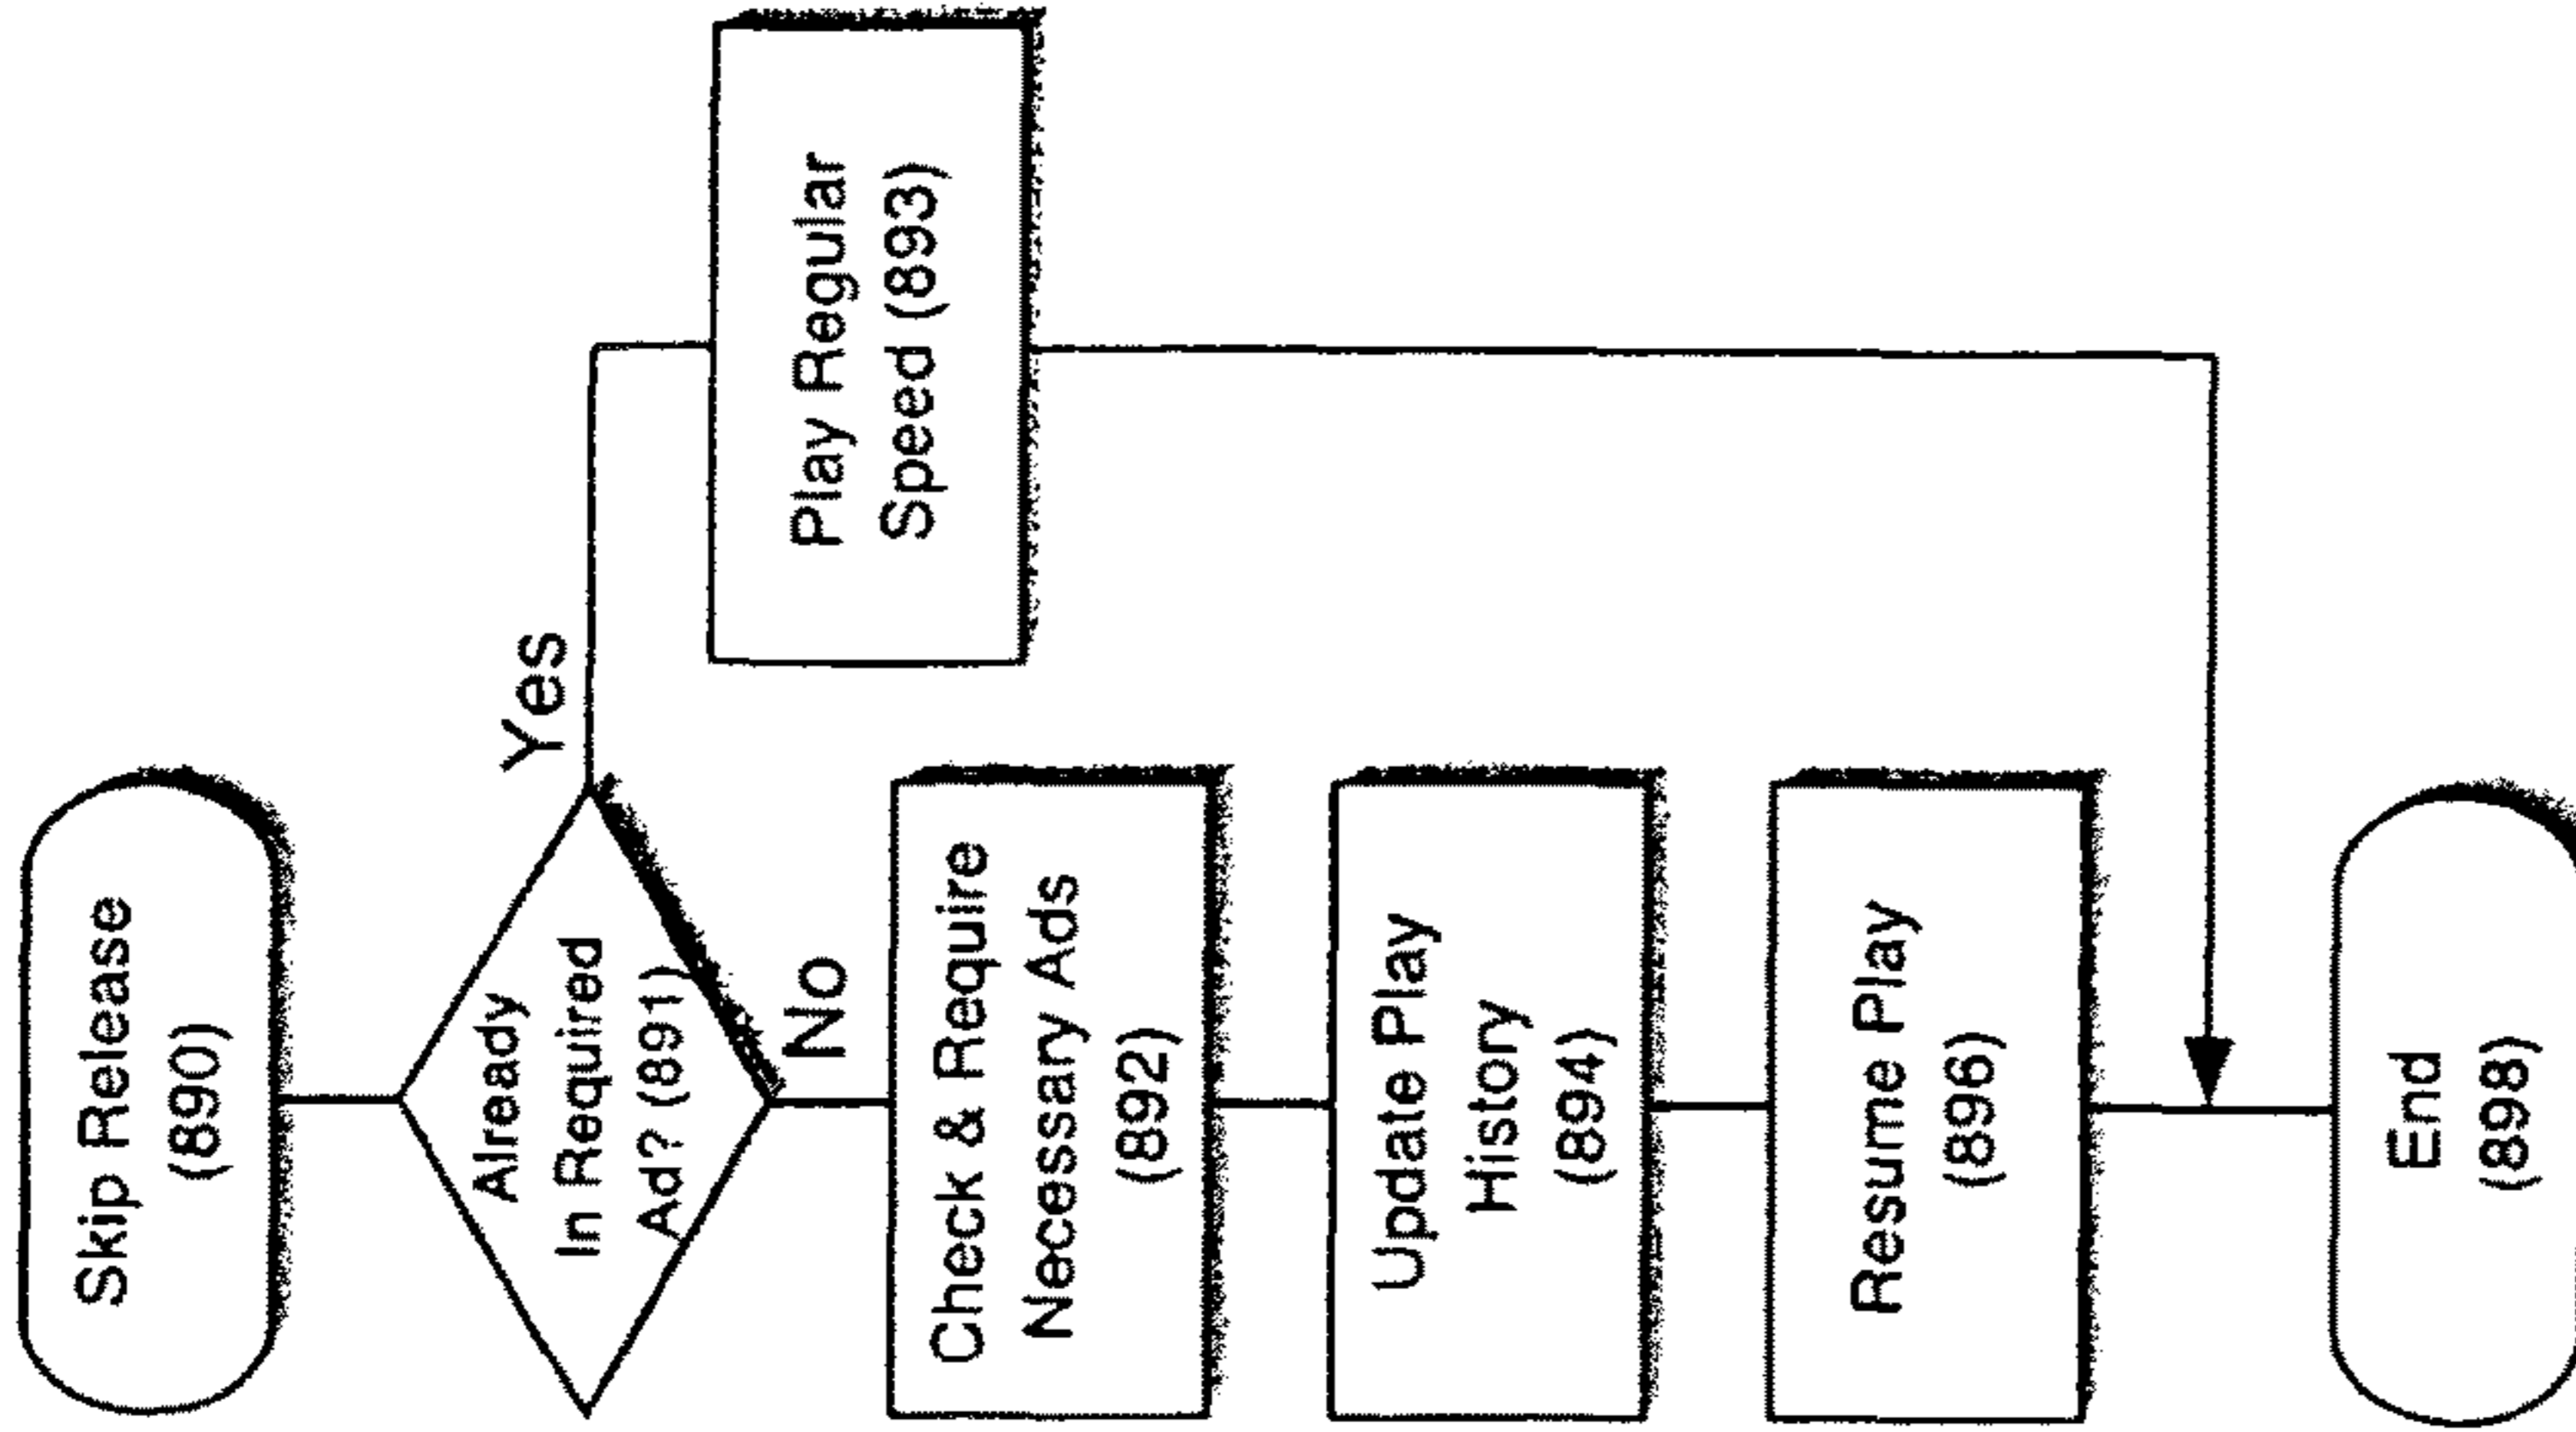 Skip Release
(890)
Already
In Required
Ad? (891)
Yes
No
Play Regular
Speed (893)
Check & Require
Necessary Ads
(892)
Update Play
History
(894)
Resume Play
(896)
End
(898)